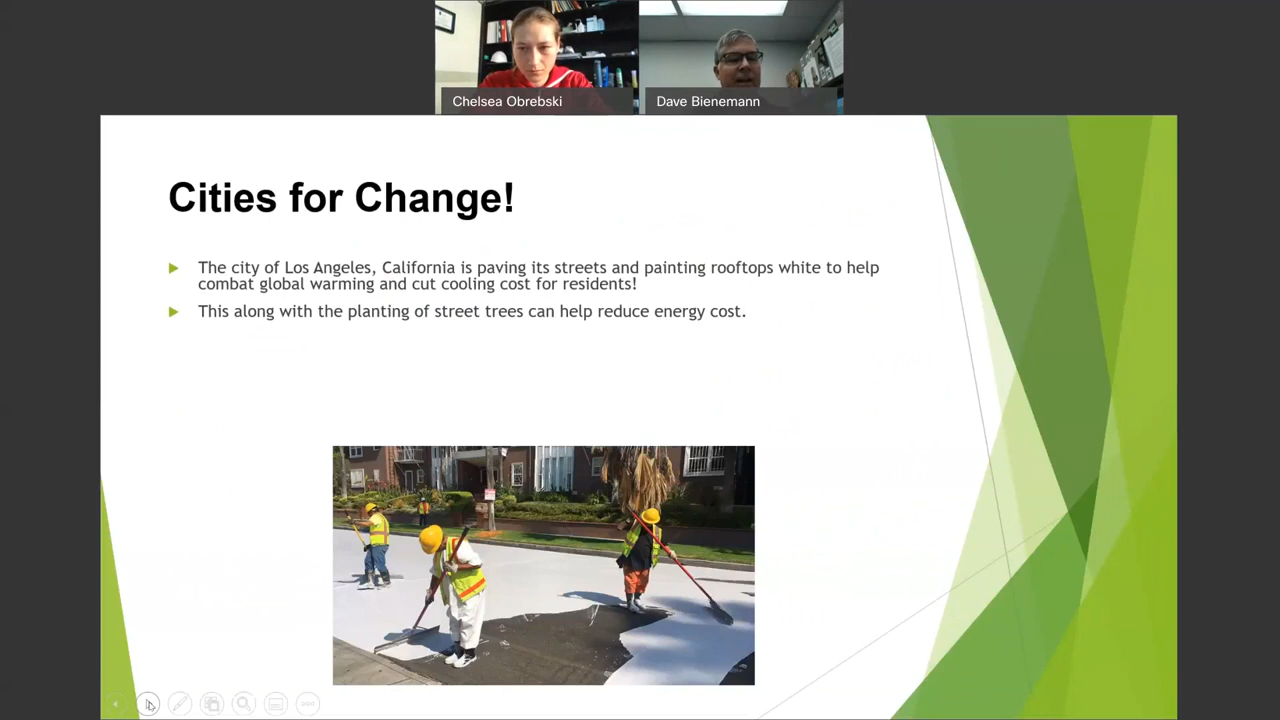 Chelsea Obrebski
Dave Bienemann
Cities for Change!
The city of Los Angeles, California is paving its streets and painting rooftops white to help
combat global warming and cut cooling cost for residents!
This along with the planting of street trees can help reduce energy cost.